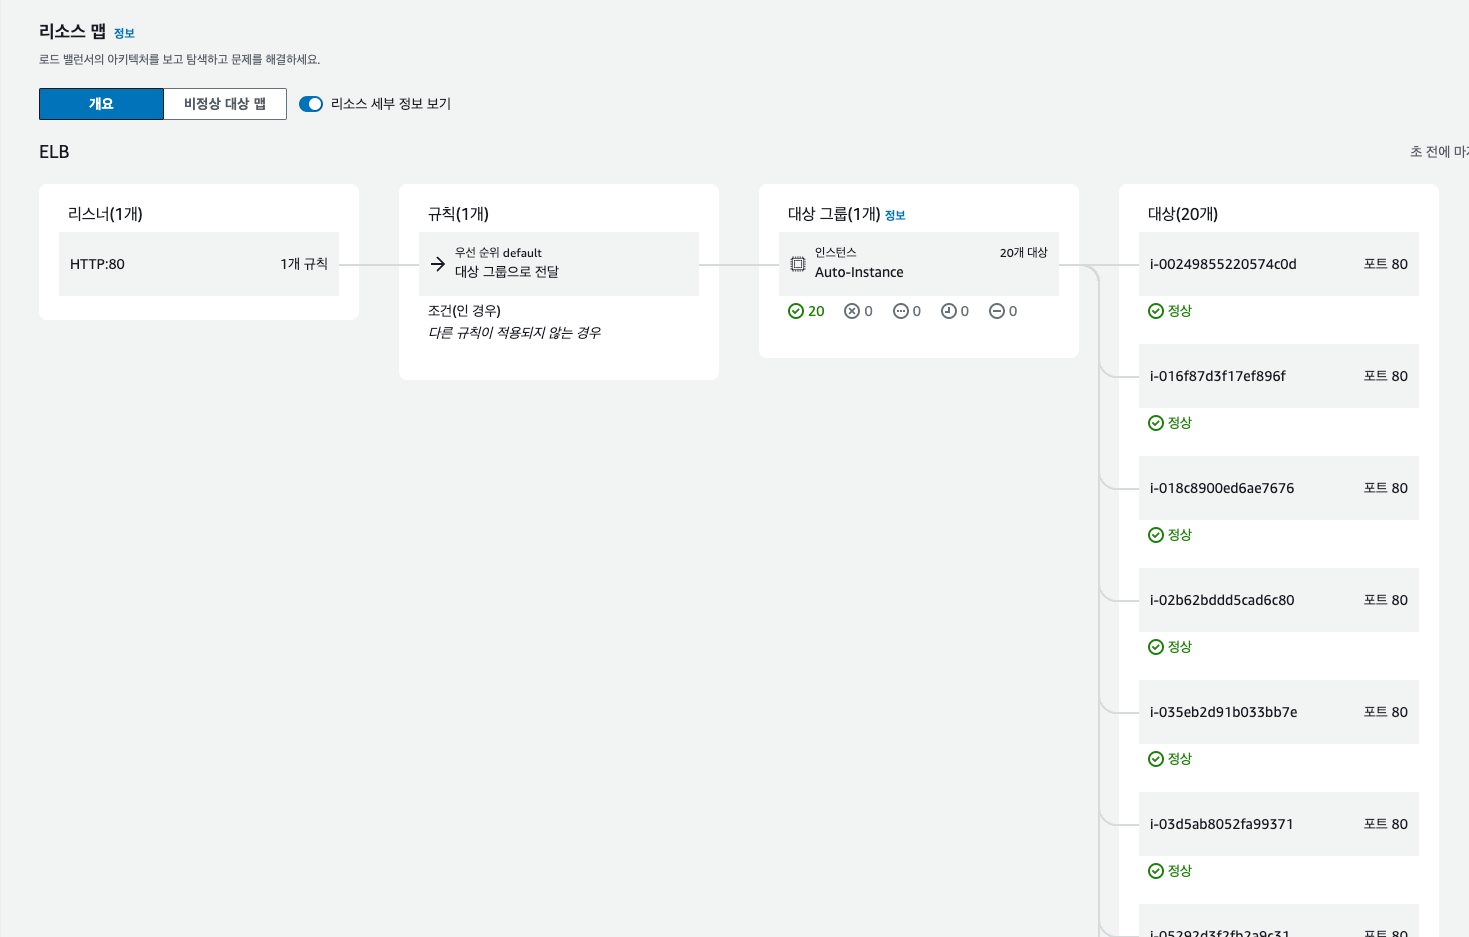 리소스 맵 정보
로드 밸런서의 아키텍처를 보고 탐색하고 문제를 해결하세요.
개요
비정상 대상 맵
리소스 세부 정보 보기
ELB
초 전에 마
리스너(1개)
HTTP:80
1개 규칙
규칙(1개)
우선 순위 default
대상 그룹으로 전달
조건(인 경우)
다른 규칙이 적용되지 않는 경우
대상 그룹(1개) 정보
인스턴스
20개 대상
Auto-Instance
20
0
0
0
0
대상(20개)
i-00249855220574c0d 포트 80
정상
i-016f87d3f17ef896f 포트 80
정상
i-018c8900ed6ae7676 포트 80
정상
i-02b62bddd5cad6c80 포트 80
정상
i-035eb2d91b033bb7e 포트 80
정상
i-03d5ab8052fa99371 포트 80
정상
i-05292d3f2fb2a9c31 포트 80